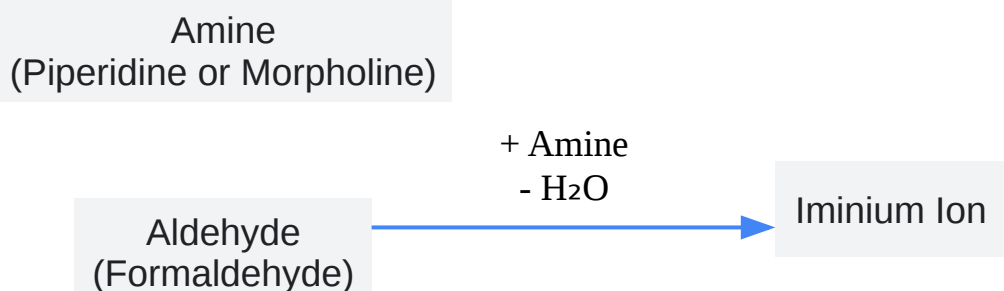 Amine
(Piperidine or Morpholine)
+ Amine
- H₂O
Iminium Ion
Aldehyde
(Formaldehyde)